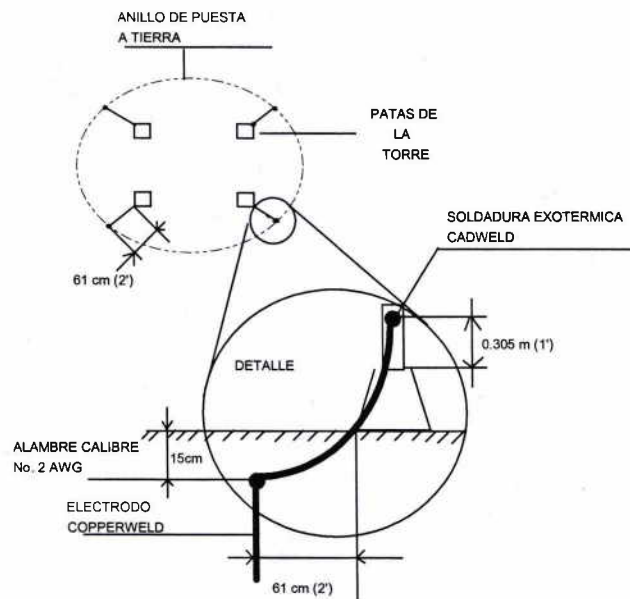 ANILLO DE PUESTA
A TIERRA
PATAS DE
LA
TORRE
SOLDADURA EXOTERMICA
CADWELD
61 cm (2')
0.305 m (1')
DETALLE
15cm
ALAMBRE CALIBRE
No. 2 AWG
ELECTRODO
COPPERWELD
61 cm (2')